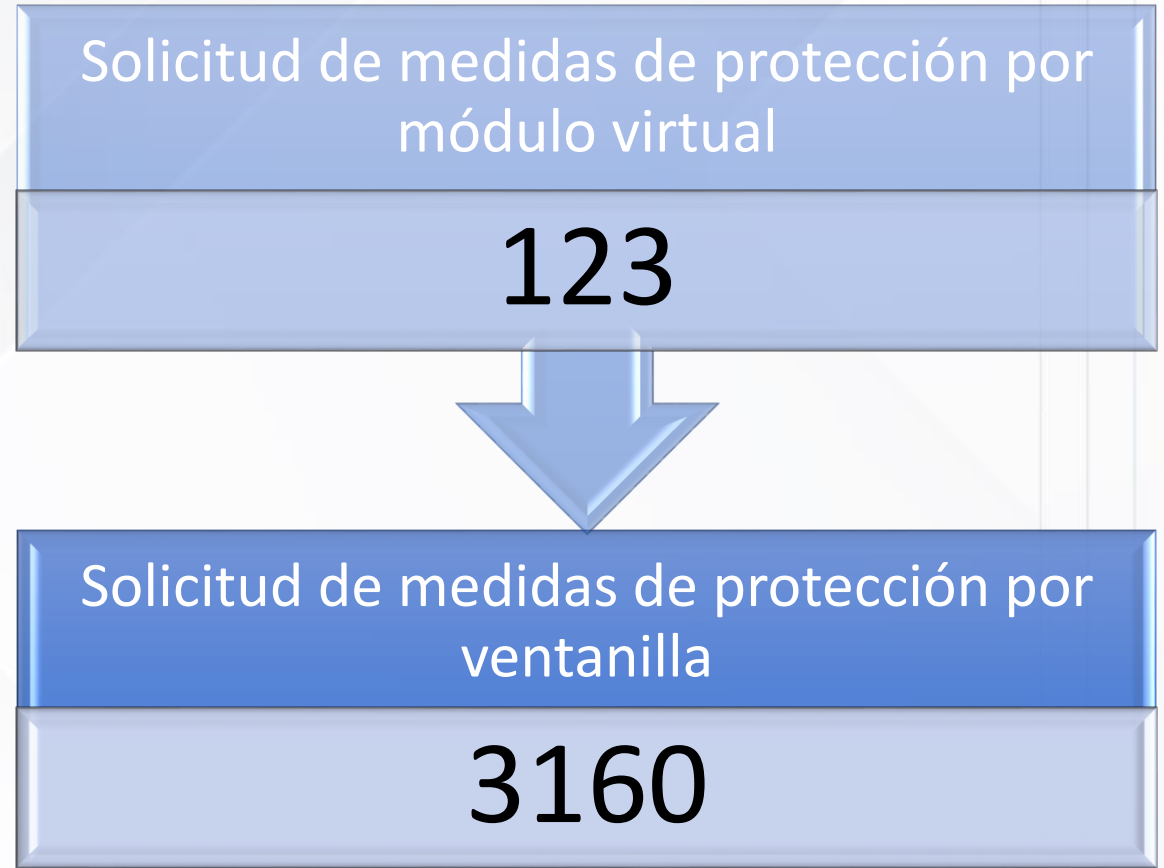 Solicitud de medidas de protección por
módulo virtual
123
Solicitud de medidas de protección por
ventanilla
3160